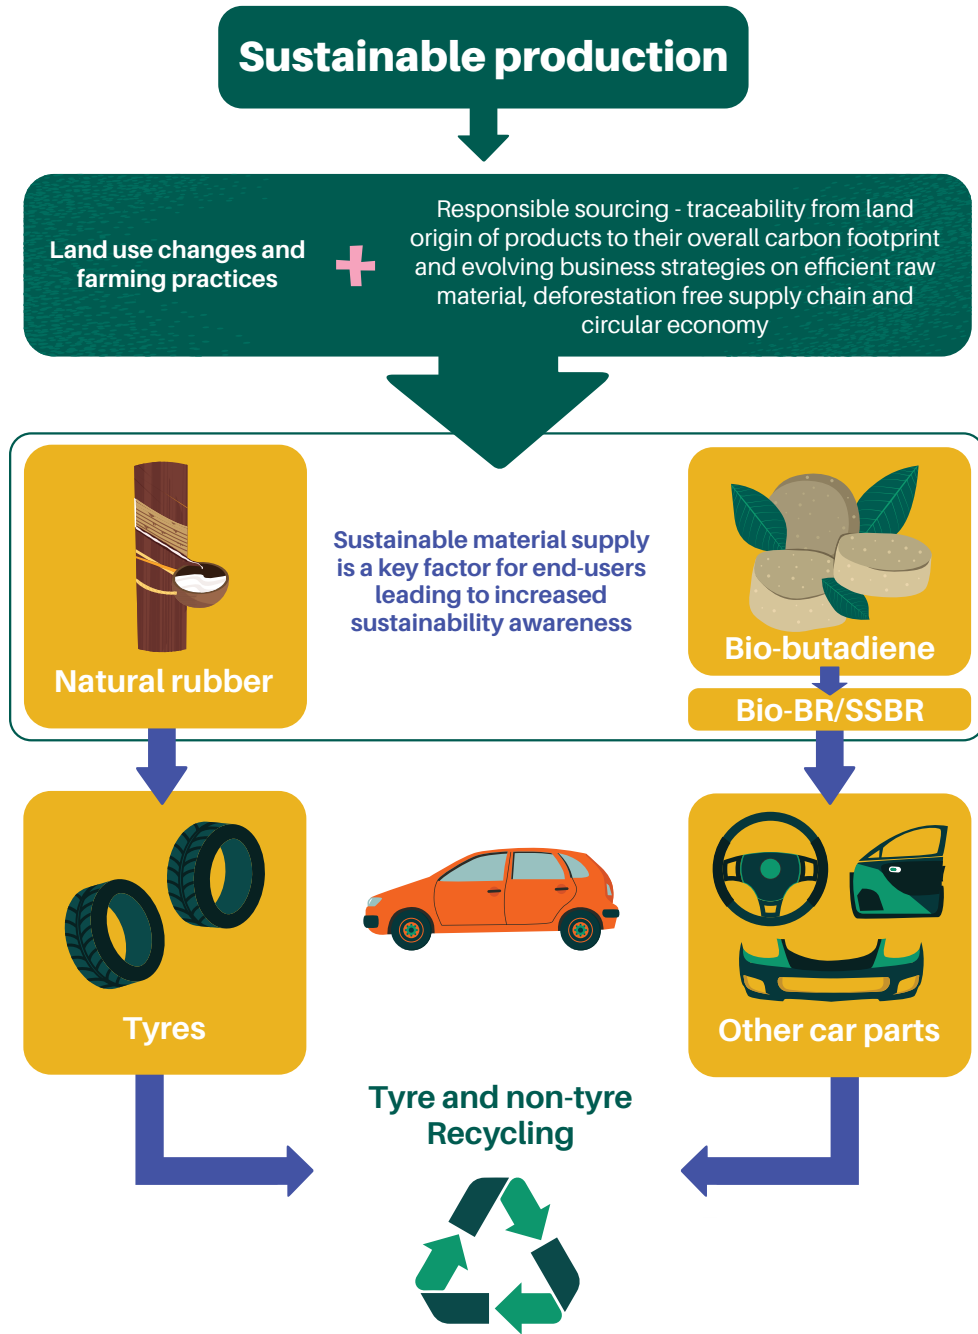 Sustainable production
Land use changes and
farming practices
+
Responsible sourcing - traceability from land
origin of products to their overall carbon footprint
and evolving business strategies on efficient raw
material, deforestation free supply chain and
circular economy
Natural rubber
Sustainable material supply
is a key factor for end-users
leading to increased
sustainability awareness
Bio-butadiene
Bio-BR/SSBR
Tyres
Other car parts
Tyre and non-tyre
Recycling